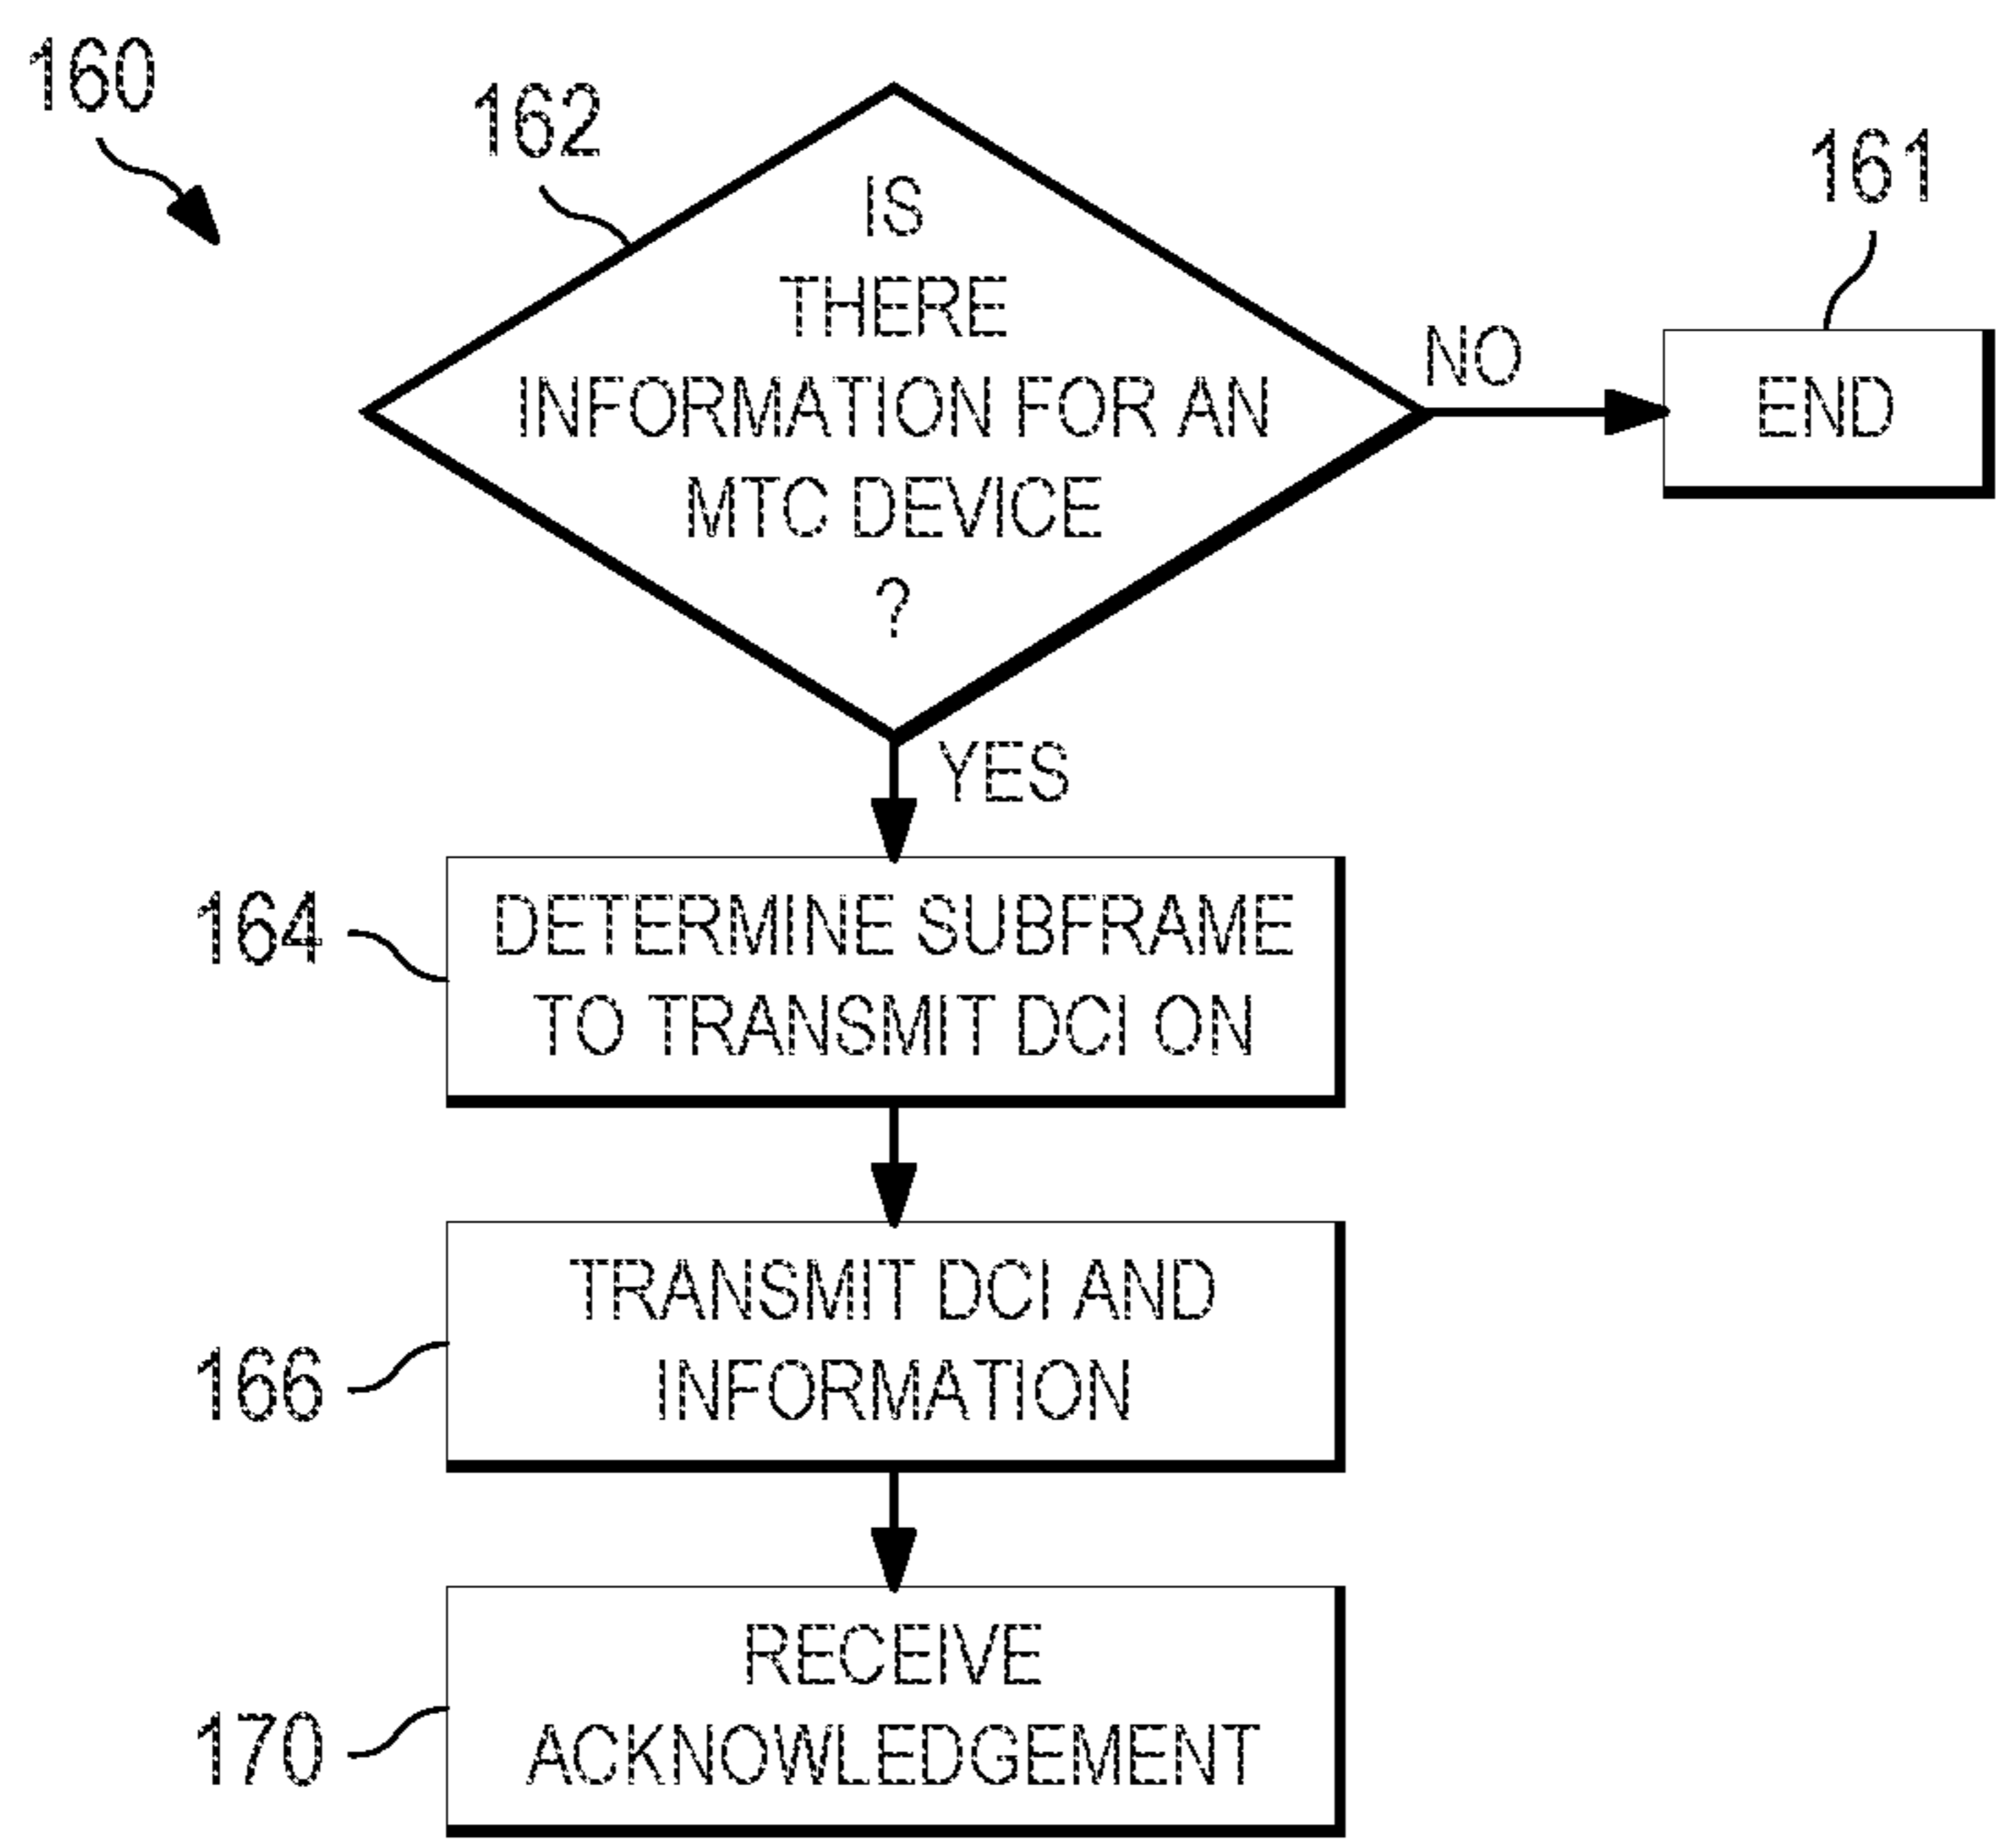 160
162
IS
THERE
INFORMATION FOR AN
MTC DEVICE
?
NO
161
END
YES
164
DETERMINE SUBFRAME
TO TRANSMIT DCI ON
166
TRANSMIT DCI AND
INFORMATION
170
RECEIVE
ACKNOWLEDGEMENT